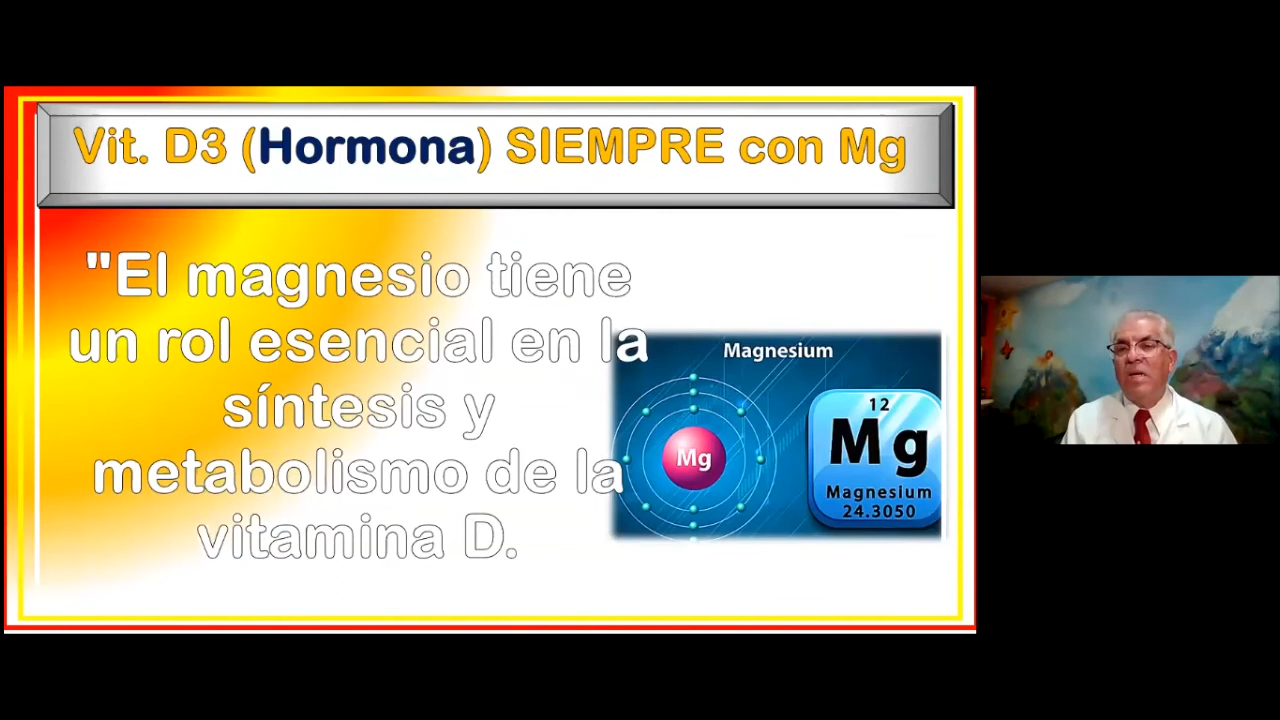 Vit. D3 (Hormona) SIEMPRE con Mg
"El magnesio tiene
un rol esencial en la
síntesis y
metabolismo de la
vitamina D.
Magnesium
Mg
12
Mg
Magnesium
24.3050